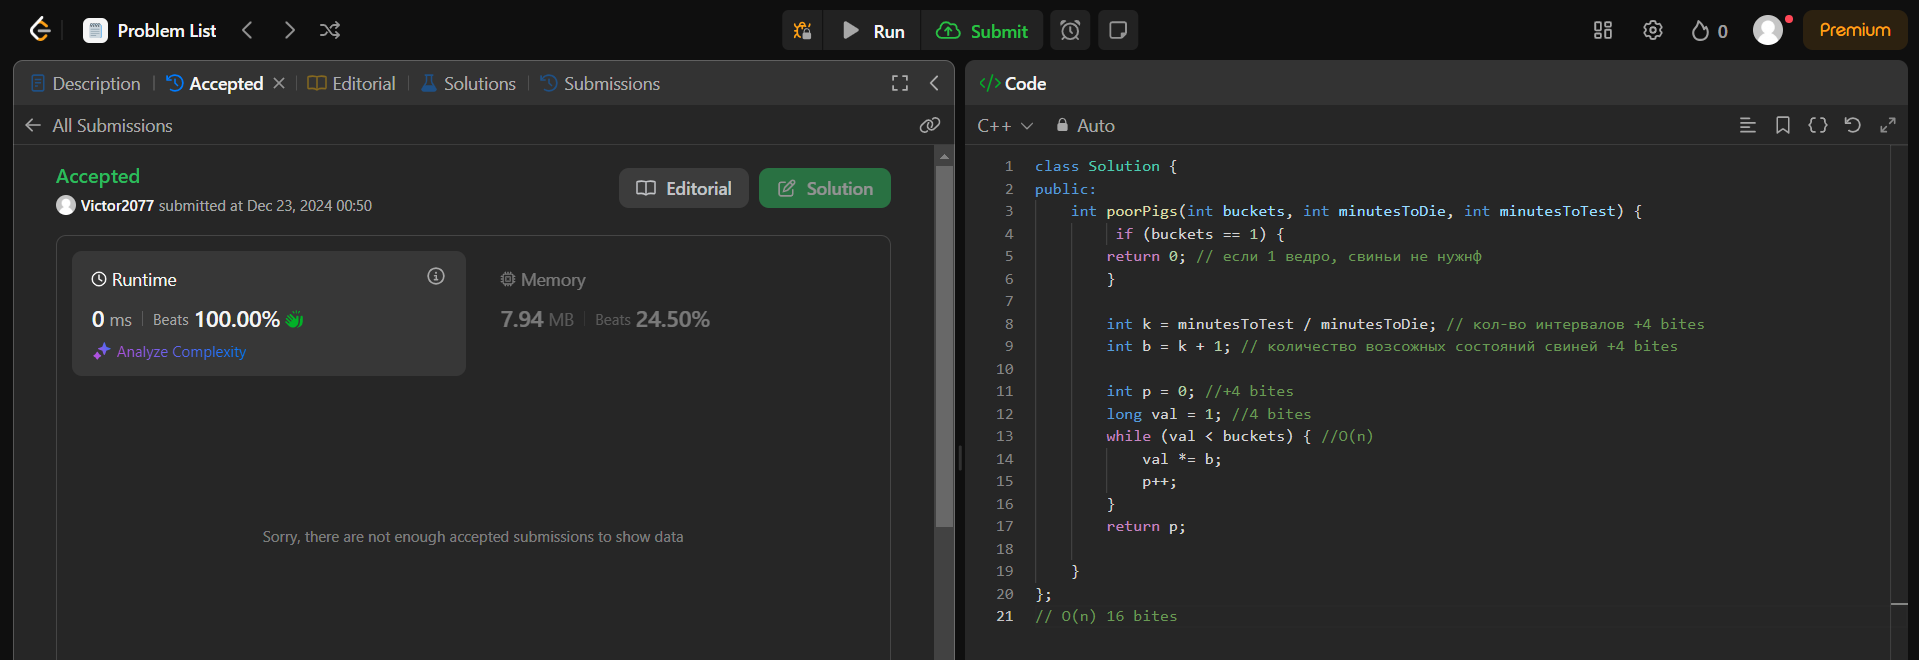 Problem List
Run
Submit
0
Premium
Description
Accepted
Editorial
Solutions
Submissions
All Submissions
Accepted
Victor2077 submitted at Dec 23, 2024 00:50
Editorial
Solution
Runtime
0 ms
Beats 100.00%
Analyze Complexity
Memory
7.94 MB
Beats 24.50%
Sorry, there are not enough accepted submissions to show data
</> Code
C++
Auto
1 class Solution {
2 public:
3 int poorPigs(int buckets, int minutesToDie, int minutesToTest) {
4 if (buckets == 1) {
5 return 0; // если 1 ведро, свиньи не нужнф
6 }
7
8 int k = minutesToTest / minutesToDie; // кол-во интервалов +4 bites
9 int b = k + 1; // количество возсожных состояний свиней +4 bites
10
11 int p = 0; //+4 bites
12 long val = 1; //4 bites
13 while (val < buckets) { //O(n)
14 val *= b;
15 p++;
16 }
17 return p;
18
19 }
20 };
21 // O(n) 16 bites